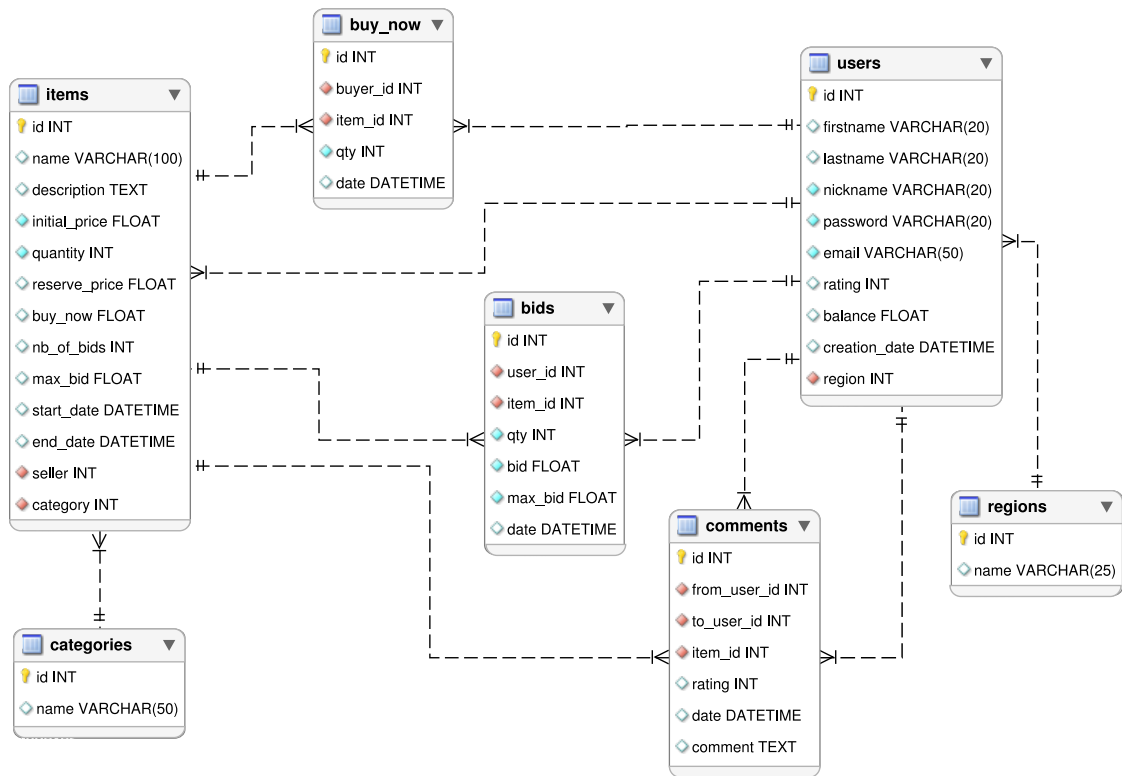 buy_now
id INT
buyer_id INT
item_id INT
qty INT
date DATETIME
users
id INT
firstname VARCHAR(20)
lastname VARCHAR(20)
nickname VARCHAR(20)
password VARCHAR(20)
email VARCHAR(50)
rating INT
balance FLOAT
creation_date DATETIME
region INT
items
id INT
name VARCHAR(100)
description TEXT
initial_price FLOAT
quantity INT
reserve_price FLOAT
buy_now FLOAT
nb_of_bids INT
max_bid FLOAT
start_date DATETIME
end_date DATETIME
seller INT
category INT
bids
id INT
user_id INT
item_id INT
qty INT
bid FLOAT
max_bid FLOAT
date DATETIME
comments
id INT
from_user_id INT
to_user_id INT
item_id INT
rating INT
date DATETIME
comment TEXT
regions
id INT
name VARCHAR(25)
categories
id INT
name VARCHAR(50)